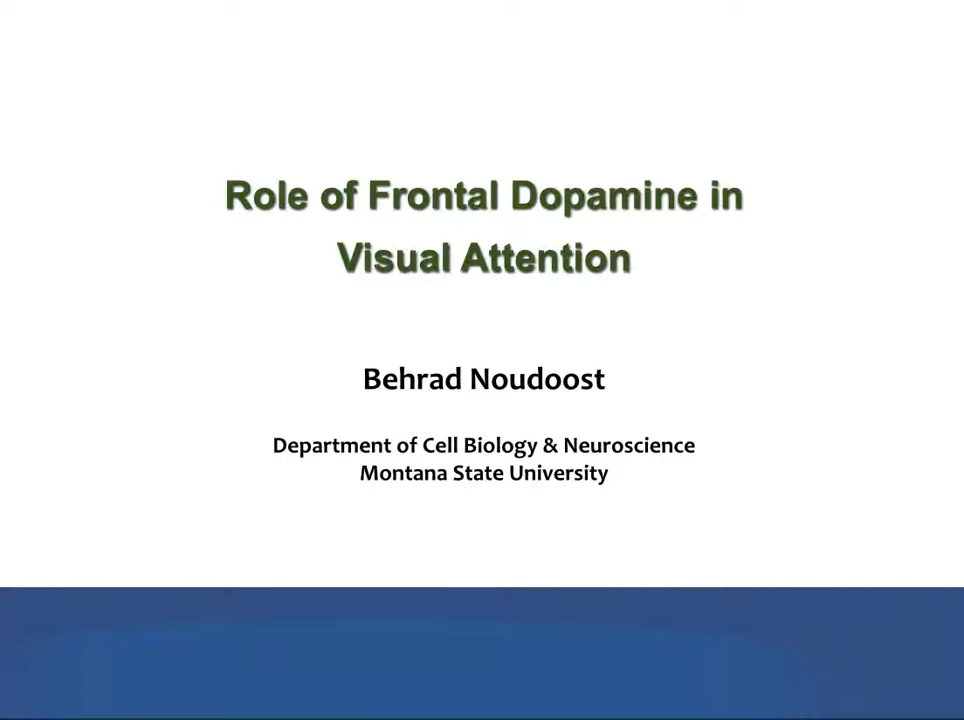 Role of Frontal Dopamine in
Visual Attention
Behrad Noudoost
Department of Cell Biology & Neuroscience
Montana State University